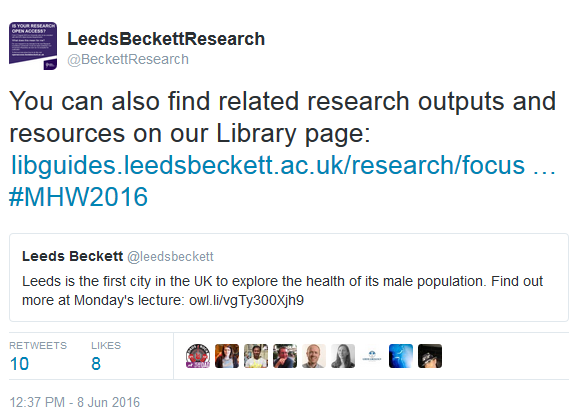 IS YOUR RESEARCH
OPEN ACCESS?
LeedsBeckettResearch
@BeckettResearch
You can also find related research outputs and
resources on our Library page:
libguides.leedsbeckett.ac.uk/research/focus …
#MHW2016
Leeds Beckett @leedsbeckett
Leeds is the first city in the UK to explore the health of its male population. Find out
more at Monday's lecture: owl.li/vgTy300Xjh9
RETWEETS LIKES
10 8
12:37 PM - 8 Jun 2016